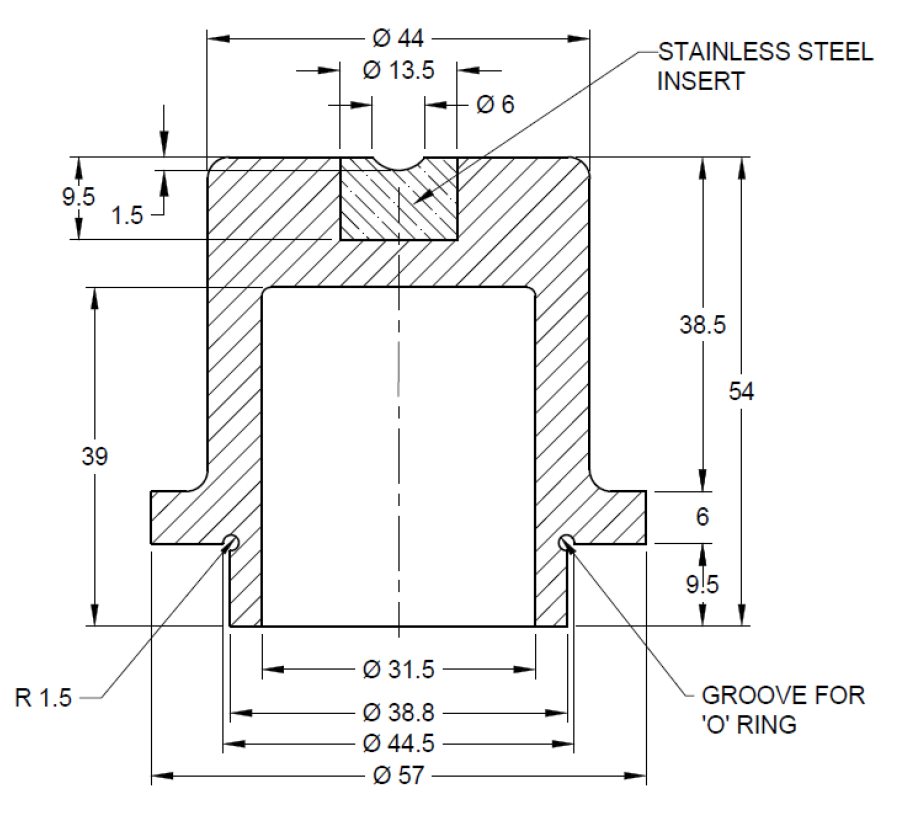 Ø 44
STAINLESS STEEL
INSERT
Ø 13.5
Ø 6
9.5
1.5
38.5
54
39
6
9.5
Ø 31.5
R 1.5
GROOVE FOR
'O' RING
Ø 38.8
Ø 44.5
Ø 57